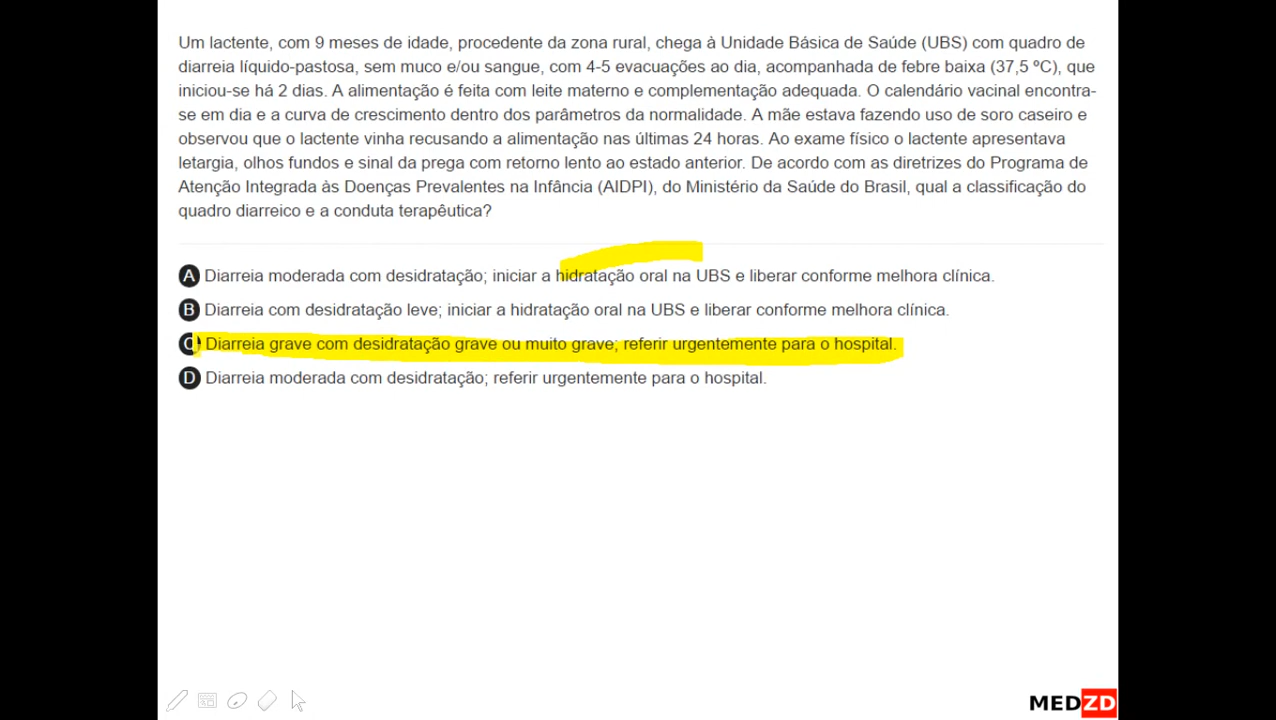 Um lactente, com 9 meses de idade, procedente da zona rural, chega à Unidade Básica de Saúde (UBS) com quadro de
diarreia líquido-pastosa, sem muco e/ou sangue, com 4-5 evacuações ao dia, acompanhada de febre baixa (37,5 ºC), que
iniciou-se há 2 dias. A alimentação é feita com leite materno e complementação adequada. O calendário vacinal encontra-
se em dia e a curva de crescimento dentro dos parâmetros da normalidade. A mãe estava fazendo uso de soro caseiro e
observou que o lactente vinha recusando a alimentação nas últimas 24 horas. Ao exame físico o lactente apresentava
letargia, olhos fundos e sinal da prega com retorno lento ao estado anterior. De acordo com as diretrizes do Programa de
Atenção Integrada às Doenças Prevalentes na Infância (AIDPI), do Ministério da Saúde do Brasil, qual a classificação do
quadro diarreico e a conduta terapêutica?
A Diarreia moderada com desidratação; iniciar a hidratação oral na UBS e liberar conforme melhora clínica.
B Diarreia com desidratação leve; iniciar a hidratação oral na UBS e liberar conforme melhora clínica.
C Diarreia grave com desidratação grave ou muito grave; referir urgentemente para o hospital.
D Diarreia moderada com desidratação; referir urgentemente para o hospital.
MEDZD